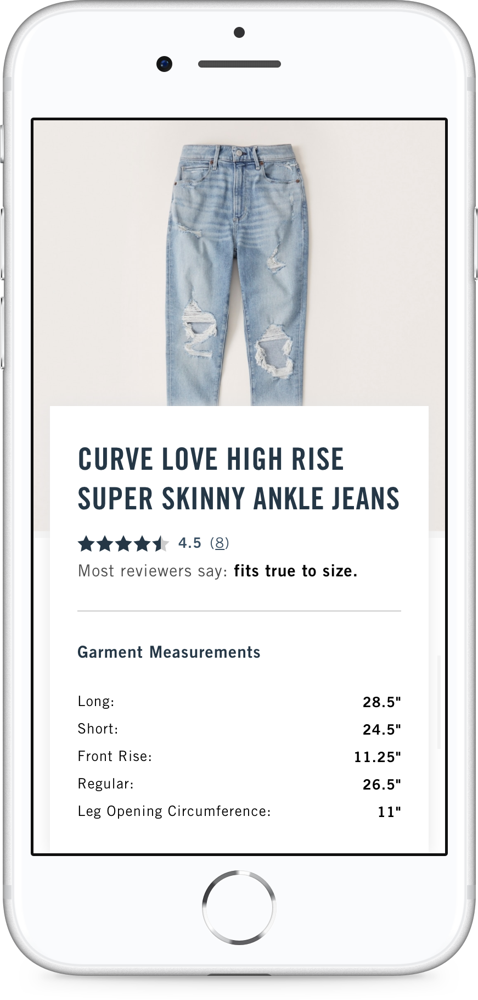 CURVE LOVE HIGH RISE
SUPER SKINNY ANKLE JEANS
4.5 (8)
Most reviewers say: fits true to size.
Garment Measurements
Long: 28.5"
Short: 24.5"
Front Rise: 11.25"
Regular: 26.5"
Leg Opening Circumference: 11"